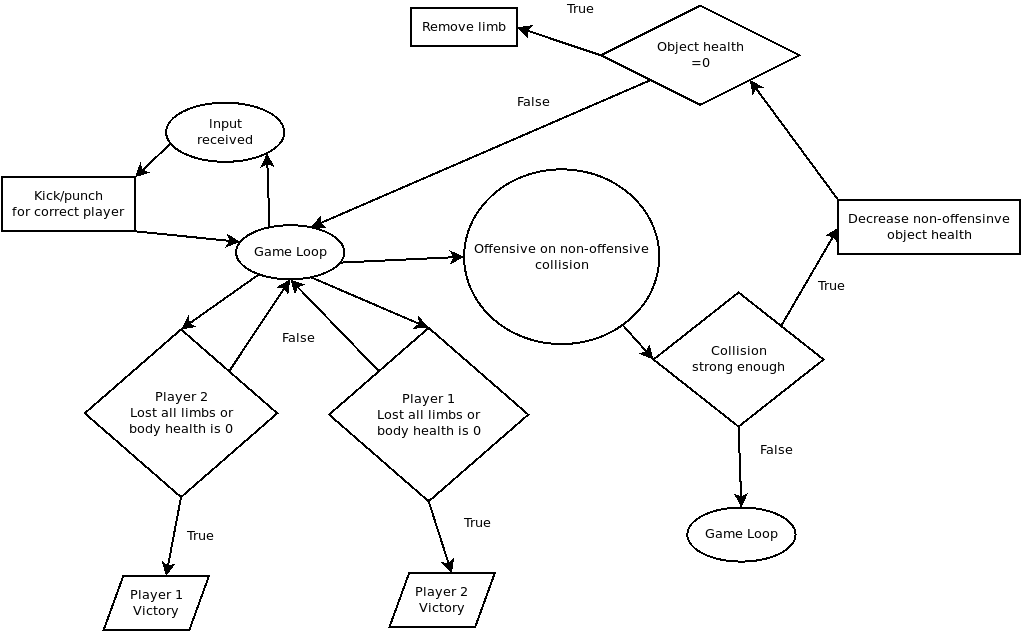 True
Remove limb
Object health
=0
False
Input
received
Kick/punch
for correct player
Game Loop
Offensive on non-offensive
collision
Decrease non-offensinve
object health
True
False
Collision
strong enough
Player 2
Lost all limbs or
body health is 0
Player 1
Lost all limbs or
body health is 0
False
True
True
Game Loop
Player 1
Victory
Player 2
Victory